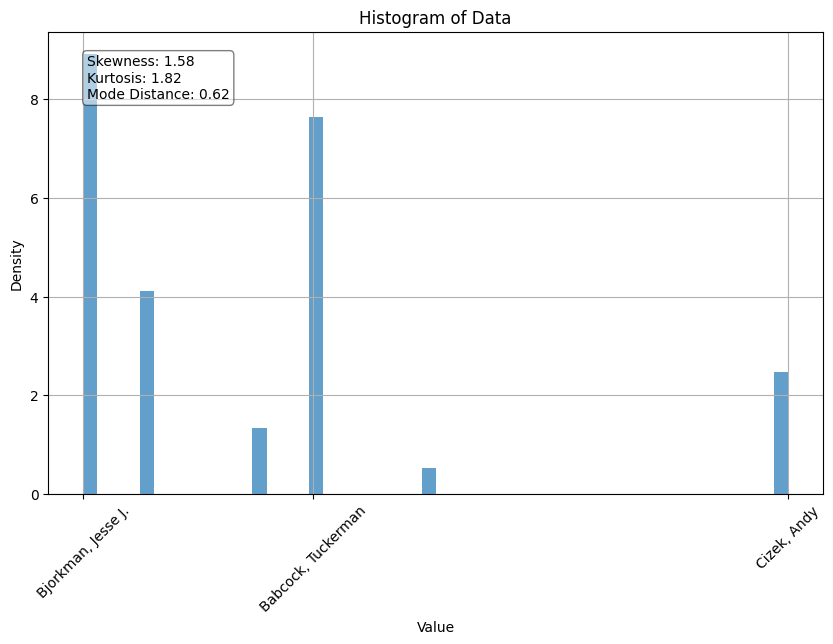 Histogram of Data
Skewness: 1.58
Kurtosis: 1.82
Mode Distance: 0.62
Density
8
6
4
2
0
Bjorkman, Jesse J.
Babcock, Tuckerman
Cizek, Andy
Value